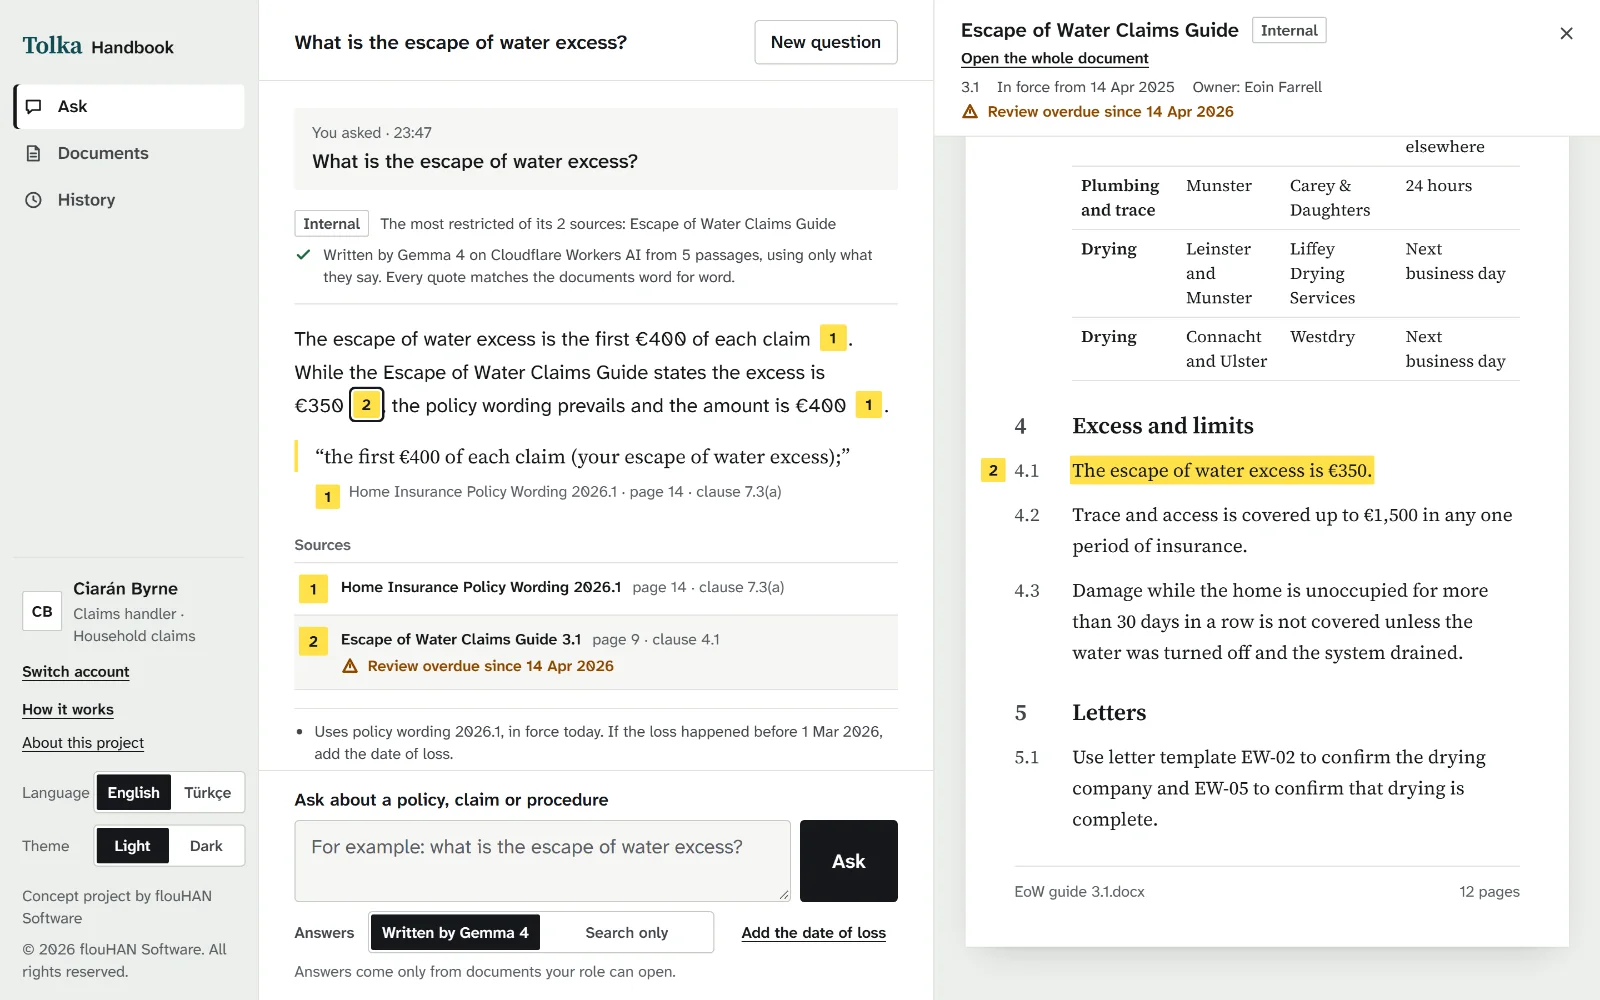 Tolka Handbook
Ask
Documents
History
CB
Ciarán Byrne
Claims handler ·
Household claims
Switch account
How it works
About this project
Language English Türkçe
Theme Light Dark
Concept project by flouHAN
Software
© 2026 flouHAN Software. All
rights reserved.
What is the escape of water excess?
New question
You asked · 23:47
What is the escape of water excess?
Internal The most restricted of its 2 sources: Escape of Water Claims Guide
Written by Gemma 4 on Cloudflare Workers AI from 5 passages, using only what
they say. Every quote matches the documents word for word.
The escape of water excess is the first €400 of each claim 1.
While the Escape of Water Claims Guide states the excess is
€350 2, the policy wording prevails and the amount is €400 1.
“the first €400 of each claim (your escape of water excess);”
1 Home Insurance Policy Wording 2026.1 · page 14 · clause 7.3(a)
Sources
1 Home Insurance Policy Wording 2026.1 page 14 · clause 7.3(a)
2 Escape of Water Claims Guide 3.1 page 9 · clause 4.1
Review overdue since 14 Apr 2026
• Uses policy wording 2026.1, in force today. If the loss happened before 1 Mar 2026,
add the date of loss.
Ask about a policy, claim or procedure
For example: what is the escape of water excess?
Ask
Answers Written by Gemma 4 Search only Add the date of loss
Answers come only from documents your role can open.
Escape of Water Claims Guide Internal
Open the whole document
3.1 In force from 14 Apr 2025 Owner: Eoin Farrell
Review overdue since 14 Apr 2026
elsewhere
Plumbing Munster Carey & 24 hours
and trace Daughters
Drying Leinster Liffey Next
and Drying business day
Munster Services
Drying Connacht Westdry Next
and Ulster business day
4 Excess and limits
2 4.1 The escape of water excess is €350.
4.2 Trace and access is covered up to €1,500 in any one
period of insurance.
4.3 Damage while the home is unoccupied for more
than 30 days in a row is not covered unless the
water was turned off and the system drained.
5 Letters
5.1 Use letter template EW-02 to confirm the drying
company and EW-05 to confirm that drying is
complete.
EoW guide 3.1.docx 12 pages